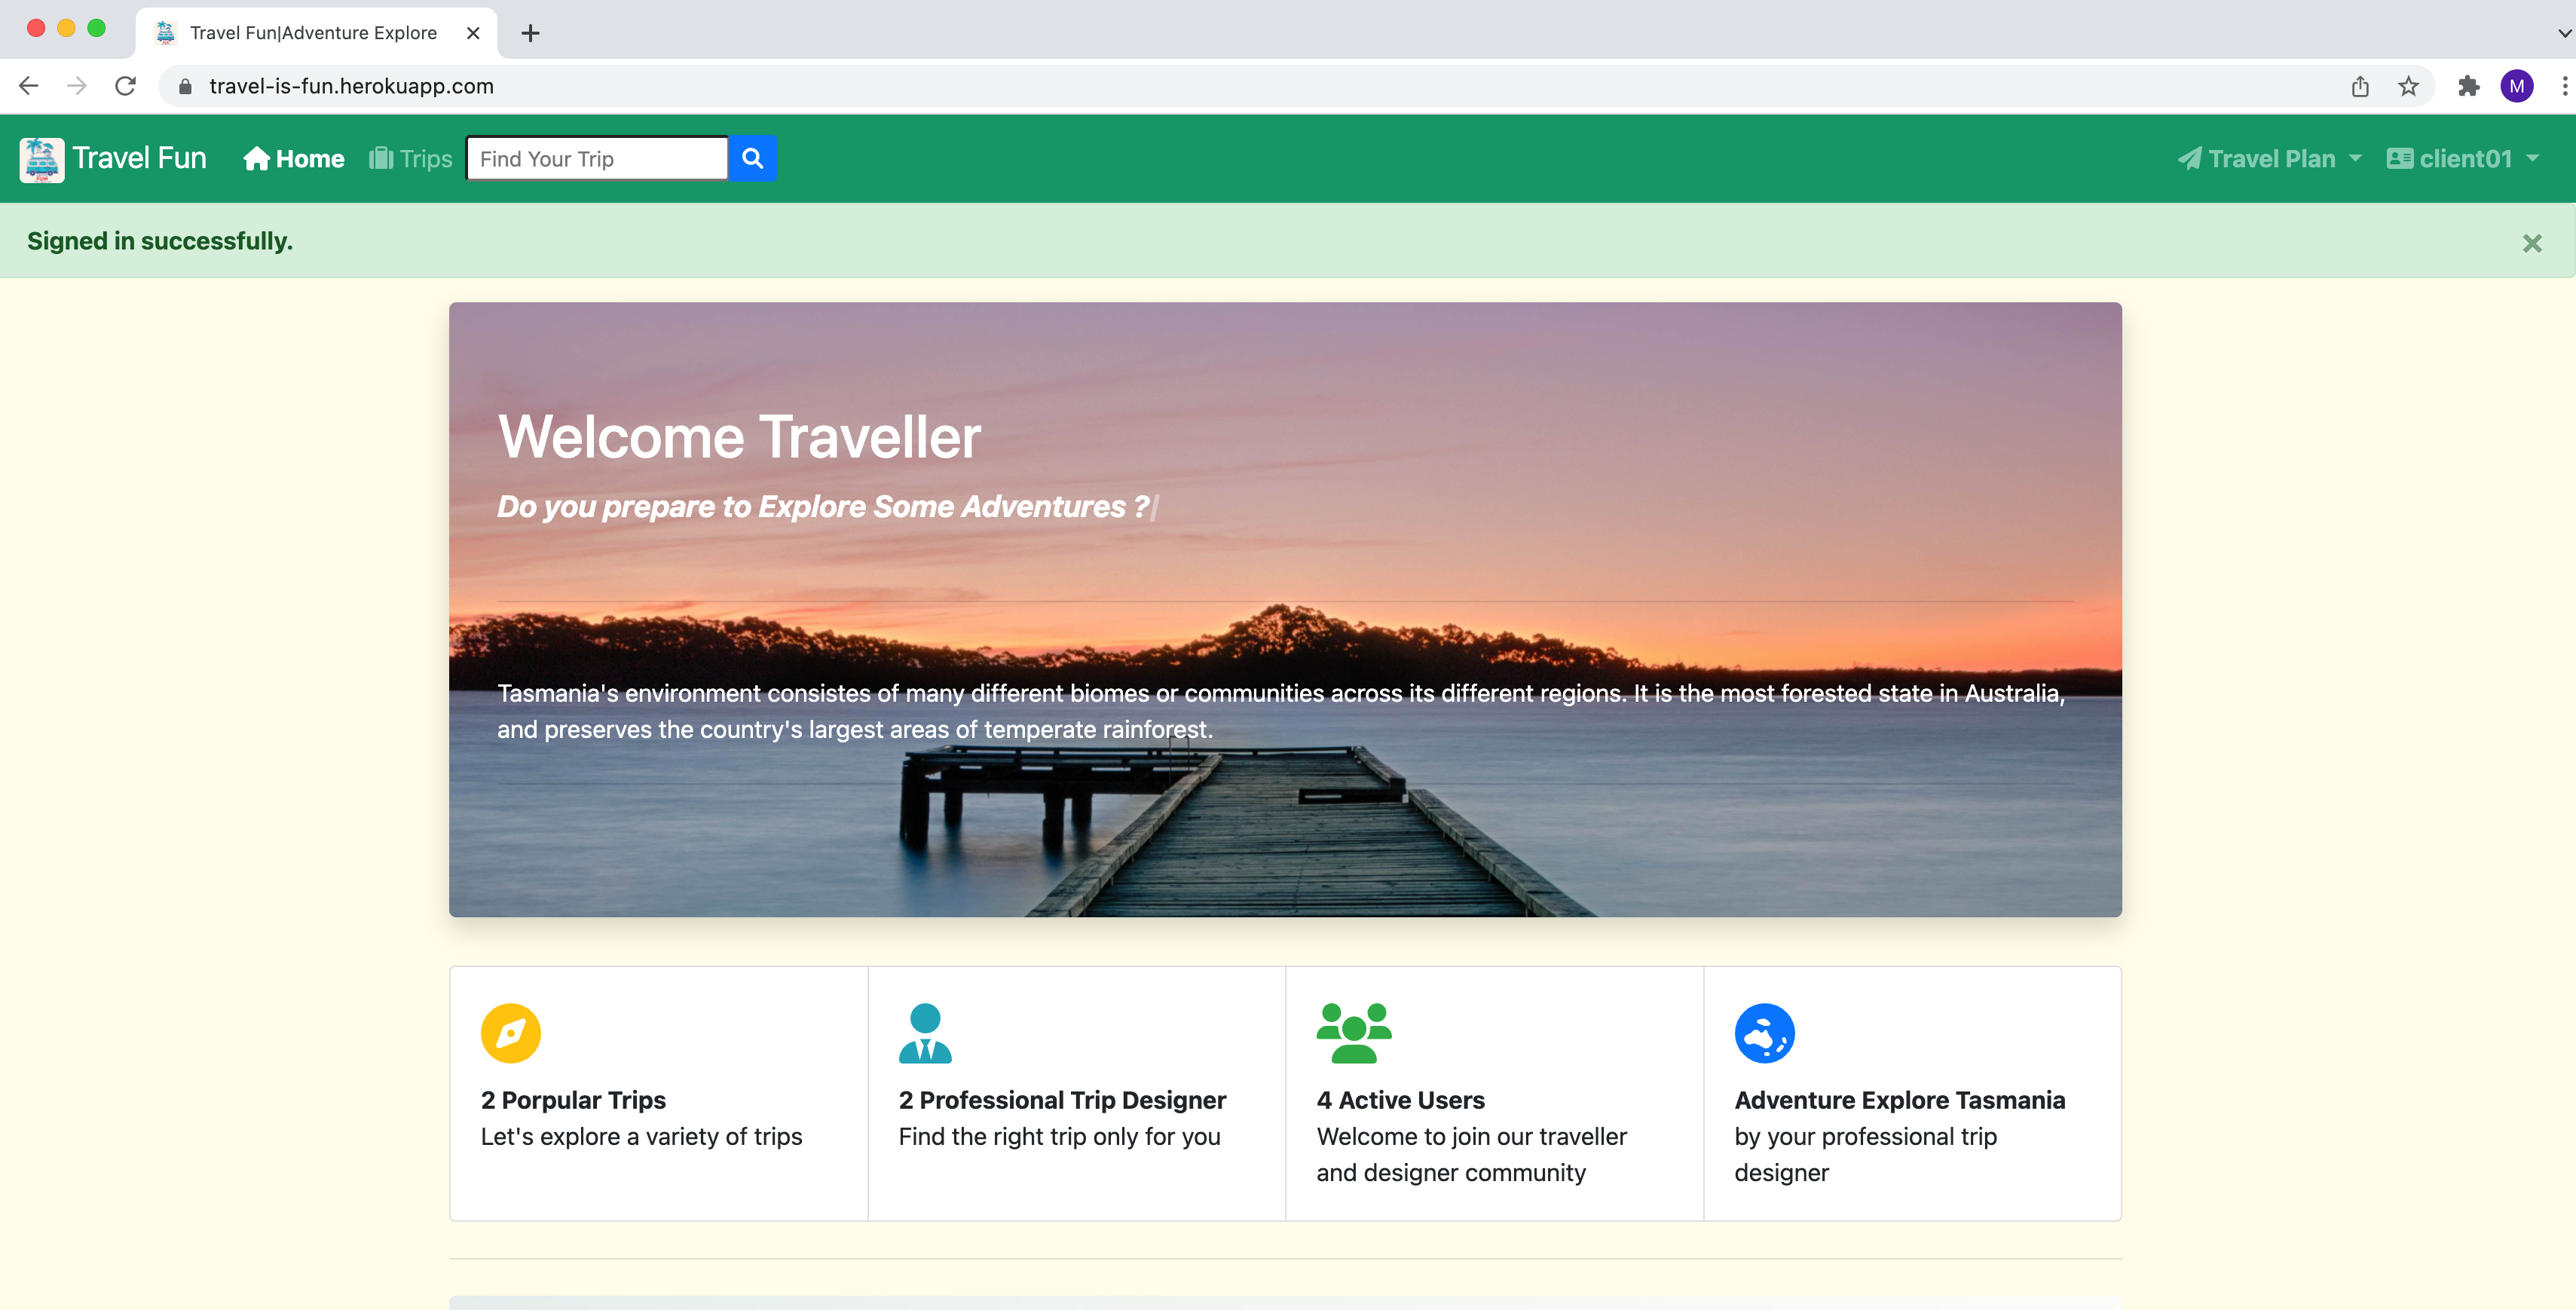 Travel Fun|Adventure Explore
travel-is-fun.herokuapp.com
M
Travel Fun
Home
Trips
Find Your Trip
Travel Plan
client01
Signed in successfully.
Welcome Traveller
Do you prepare to Explore Some Adventures ?|
Tasmania's environment consistes of many different biomes or communities across its different regions. It is the most forested state in Australia,
and preserves the country's largest areas of temperate rainforest.
2 Porpular Trips
Let's explore a variety of trips
2 Professional Trip Designer
Find the right trip only for you
4 Active Users
Welcome to join our traveller
and designer community
Adventure Explore Tasmania
by your professional trip
designer